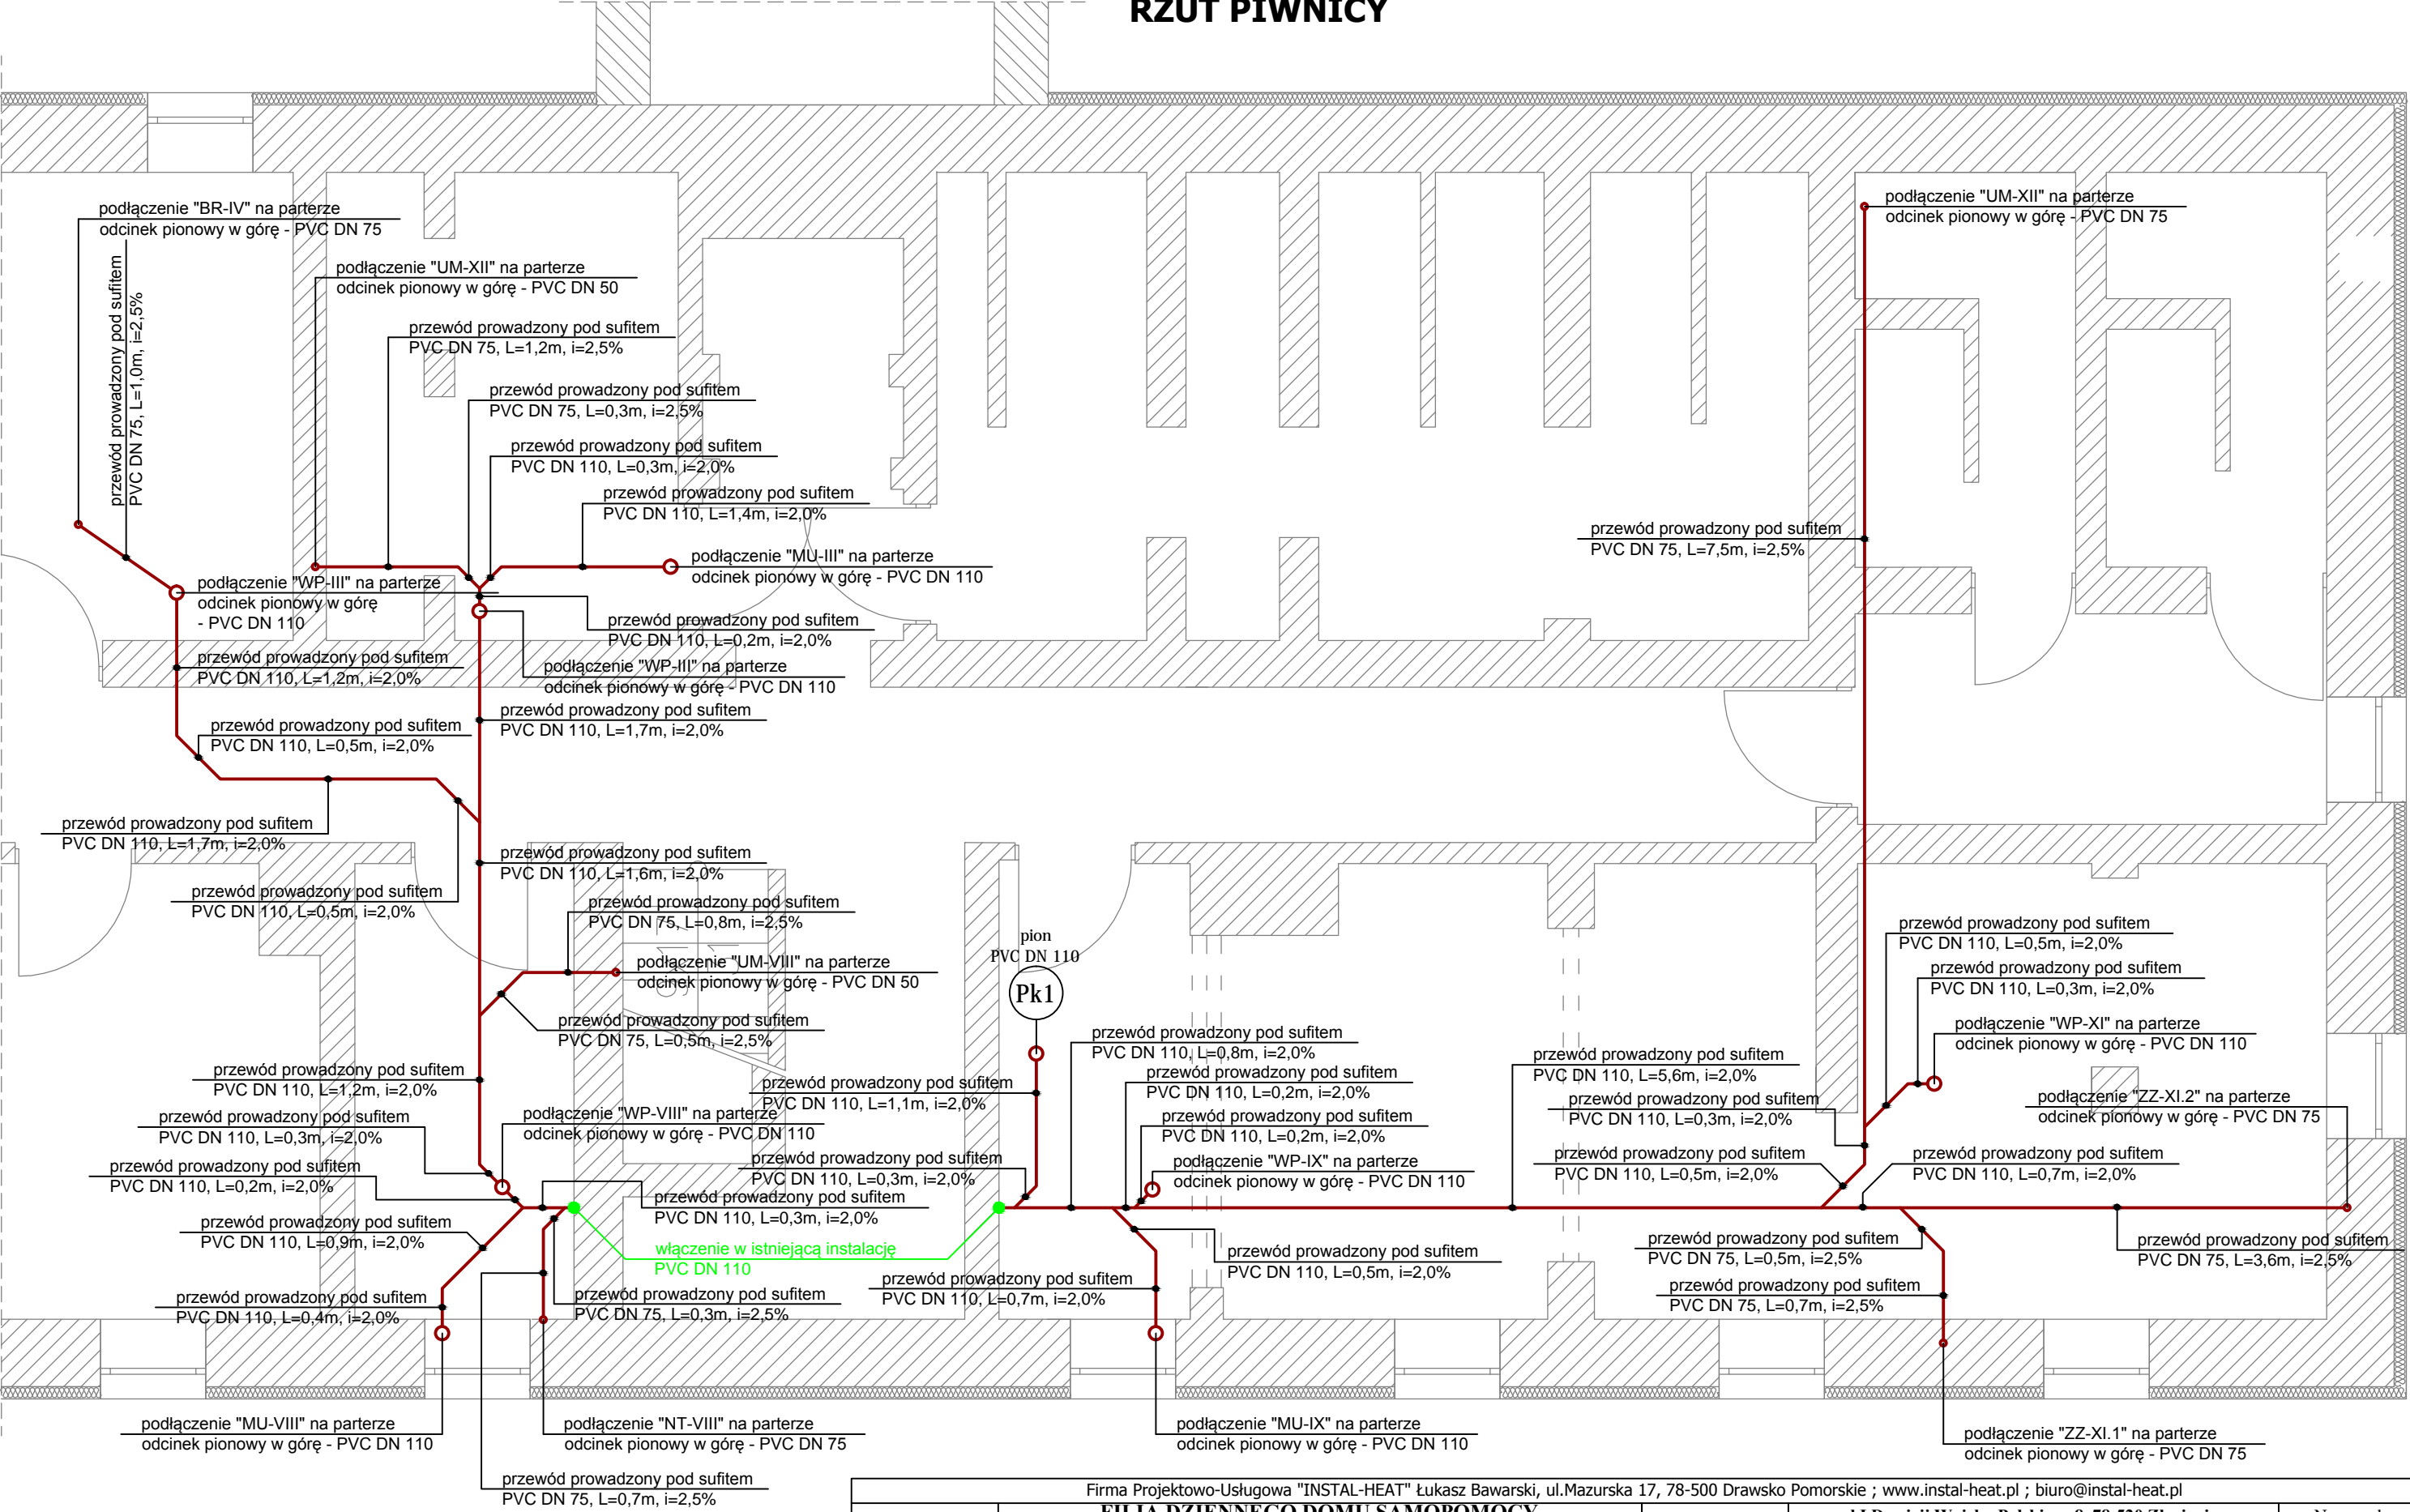 RZUT PIWNICY
podłączenie "BR-IV" na parterze
odcinek pionowy w górę - PVC DN 75
przewód prowadzony pod sufitem
PVC DN 75, L=1,0m, i=2,5%
podłączenie "UM-XII" na parterze
odcinek pionowy w górę - PVC DN 50
przewód prowadzony pod sufitem
PVC DN 75, L=1,2m, i=2,5%
przewód prowadzony pod sufitem
PVC DN 75, L=0,3m, i=2,5%
przewód prowadzony pod sufitem
PVC DN 110, L=0,3m, i=2,0%
przewód prowadzony pod sufitem
PVC DN 110, L=1,4m, i=2,0%
podłączenie "MU-III" na parterze
odcinek pionowy w górę - PVC DN 110
podłączenie "WP-III" na parterze
odcinek pionowy w górę
- PVC DN 110
przewód prowadzony pod sufitem
PVC DN 110, L=0,2m, i=2,0%
przewód prowadzony pod sufitem
PVC DN 110, L=1,2m, i=2,0%
podłączenie "WP-III" na parterze
odcinek pionowy w górę - PVC DN 110
przewód prowadzony pod sufitem
PVC DN 110, L=1,7m, i=2,0%
przewód prowadzony pod sufitem
PVC DN 110, L=0,5m, i=2,0%
przewód prowadzony pod sufitem
PVC DN 110, L=1,7m, i=2,0%
przewód prowadzony pod sufitem
PVC DN 110, L=1,6m, i=2,0%
przewód prowadzony pod sufitem
PVC DN 110, L=0,5m, i=2,0%
przewód prowadzony pod sufitem
PVC DN 75, L=0,8m, i=2,5%
podłączenie "UM-VIII" na parterze
odcinek pionowy w górę - PVC DN 50
przewód prowadzony pod sufitem
PVC DN 75, L=0,5m, i=2,5%
przewód prowadzony pod sufitem
PVC DN 110, L=1,2m, i=2,0%
przewód prowadzony pod sufitem
PVC DN 110, L=0,3m, i=2,0%
podłączenie "WP-VIII" na parterze
odcinek pionowy w górę - PVC DN 110
przewód prowadzony pod sufitem
PVC DN 110, L=0,2m, i=2,0%
przewód prowadzony pod sufitem
PVC DN 110, L=0,9m, i=2,0%
przewód prowadzony pod sufitem
PVC DN 110, L=0,4m, i=2,0%
przewód prowadzony pod sufitem
PVC DN 110, L=0,3m, i=2,0%
włączenie w istniejącą instalację
PVC DN 110
przewód prowadzony pod sufitem
PVC DN 75, L=0,3m, i=2,5%
podłączenie "MU-VIII" na parterze
odcinek pionowy w górę - PVC DN 110
podłączenie "NT-VIII" na parterze
odcinek pionowy w górę - PVC DN 75
przewód prowadzony pod sufitem
PVC DN 75, L=0,7m, i=2,5%
pion
PVC DN 110
Pk1
przewód prowadzony pod sufitem
PVC DN 110, L=1,1m, i=2,0%
przewód prowadzony pod sufitem
PVC DN 110, L=0,3m, i=2,0%
przewód prowadzony pod sufitem
PVC DN 110, L=0,8m, i=2,0%
przewód prowadzony pod sufitem
PVC DN 110, L=0,2m, i=2,0%
przewód prowadzony pod sufitem
PVC DN 110, L=0,2m, i=2,0%
podłączenie "WP-IX" na parterze
odcinek pionowy w górę - PVC DN 110
przewód prowadzony pod sufitem
PVC DN 110, L=0,5m, i=2,0%
przewód prowadzony pod sufitem
PVC DN 110, L=0,7m, i=2,0%
podłączenie "MU-IX" na parterze
odcinek pionowy w górę - PVC DN 110
podłączenie "UM-XII" na parterze
odcinek pionowy w górę - PVC DN 75
przewód prowadzony pod sufitem
PVC DN 75, L=7,5m, i=2,5%
przewód prowadzony pod sufitem
PVC DN 110, L=0,5m, i=2,0%
przewód prowadzony pod sufitem
PVC DN 110, L=0,3m, i=2,0%
podłączenie "WP-XI" na parterze
odcinek pionowy w górę - PVC DN 110
przewód prowadzony pod sufitem
PVC DN 110, L=5,6m, i=2,0%
przewód prowadzony pod sufitem
PVC DN 110, L=0,3m, i=2,0%
podłączenie "ZZ-XI.2" na parterze
odcinek pionowy w górę - PVC DN 75
przewód prowadzony pod sufitem
PVC DN 110, L=0,5m, i=2,0%
przewód prowadzony pod sufitem
PVC DN 110, L=0,7m, i=2,0%
przewód prowadzony pod sufitem
PVC DN 75, L=0,5m, i=2,5%
przewód prowadzony pod sufitem
PVC DN 75, L=3,6m, i=2,5%
przewód prowadzony pod sufitem
PVC DN 75, L=0,7m, i=2,5%
podłączenie "ZZ-XI.1" na parterze
odcinek pionowy w górę - PVC DN 75
Firma Projektowo-Usługowa "INSTAL-HEAT" Łukasz Bawarski, ul.Mazurska 17, 78-500 Drawsko Pomorskie ; www.instal-heat.pl ; biuro@instal-heat.pl
FILIA DZIENNEGO DOMU SAMOPOMOCY